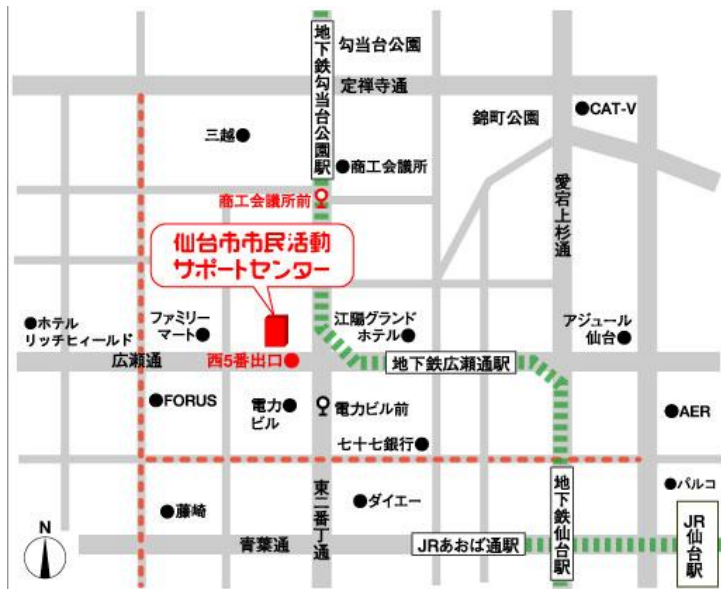 勾当台公園
地下鉄勾当台公園駅
定禅寺通
錦町公園
CAT-V
三越
商工会議所
商工会議所前
愛宕上杉通
仙台市市民活動
サポートセンター
ホテル
リッチヒィールド
ファミリー
マート
江陽グランド
ホテル
アジュール
仙台
広瀬通
西5番出口
地下鉄広瀬通駅
FORUS
電力
ビル
電力ビル前
AER
七十七銀行
パルコ
藤崎
東二番丁通
ダイエー
地下鉄仙台駅
JR仙台駅
N
青葉通
JRあおば通駅